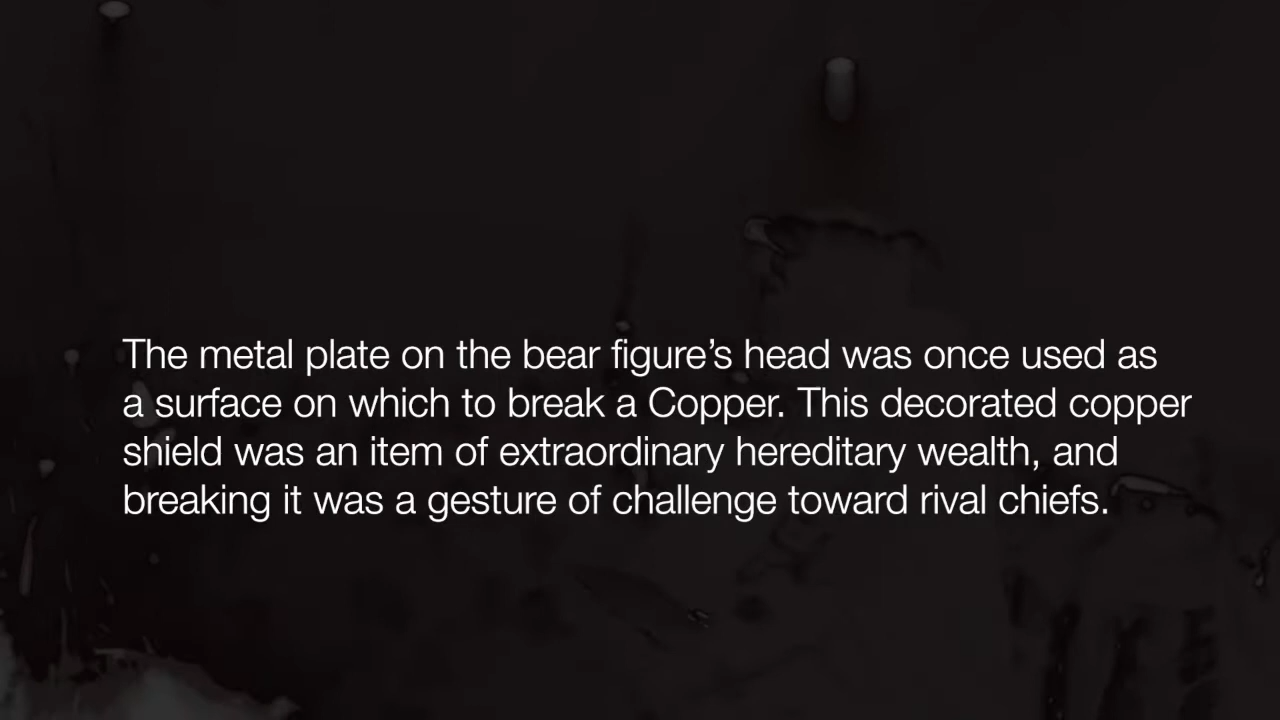 The metal plate on the bear figure’s head was once used as
a surface on which to break a Copper. This decorated copper
shield was an item of extraordinary hereditary wealth, and
breaking it was a gesture of challenge toward rival chiefs.